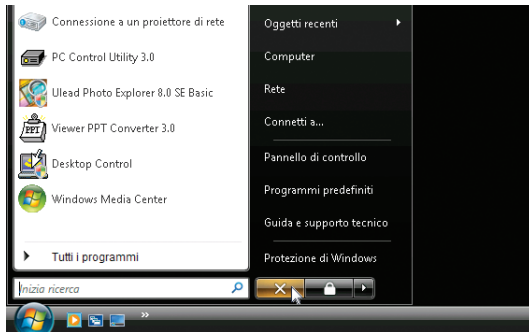 Connessione a un proiettore di rete
PC Control Utility 3.0
Ulead Photo Explorer 8.0 SE Basic
Viewer PPT Converter 3.0
Desktop Control
Windows Media Center
Tutti i programmi
Inizia ricerca
Oggetti recenti
Computer
Rete
Connetti a...
Pannello di controllo
Programmi predefiniti
Guida e supporto tecnico
Protezione di Windows
PPT